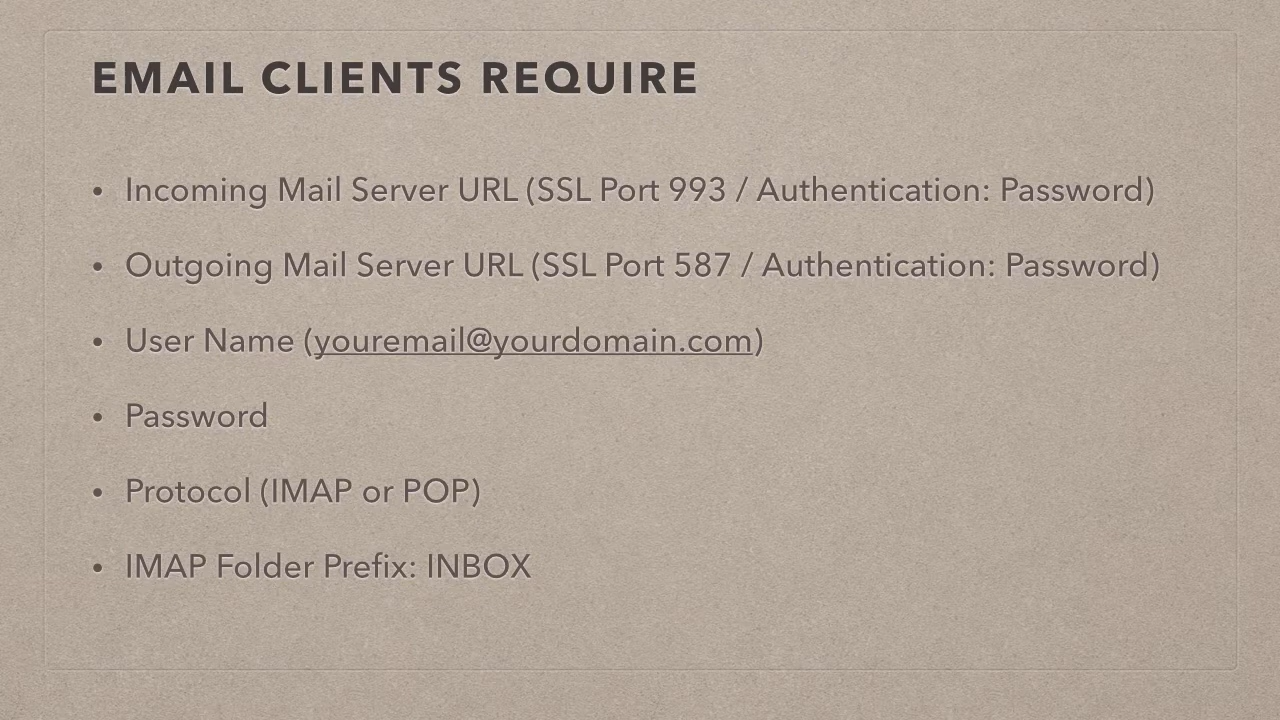 EMAIL CLIENTS REQUIRE
• Incoming Mail Server URL (SSL Port 993 / Authentication: Password)
• Outgoing Mail Server URL (SSL Port 587 / Authentication: Password)
• User Name (youremail@yourdomain.com)
• Password
• Protocol (IMAP or POP)
• IMAP Folder Prefix: INBOX